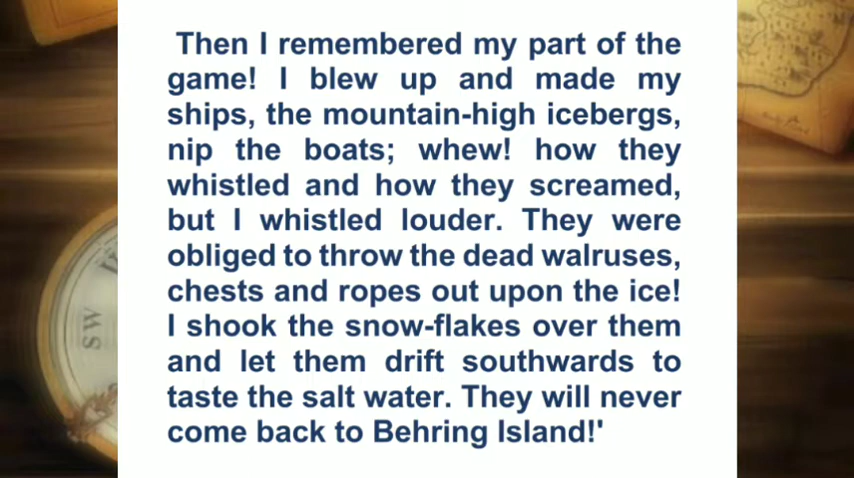 Then I remembered my part of the
game! I blew up and made my
ships, the mountain-high icebergs,
nip the boats; whew! how they
whistled and how they screamed,
but I whistled louder. They were
obliged to throw the dead walruses,
chests and ropes out upon the ice!
I shook the snow-flakes over them
and let them drift southwards to
taste the salt water. They will never
come back to Behring Island!'
SW
W